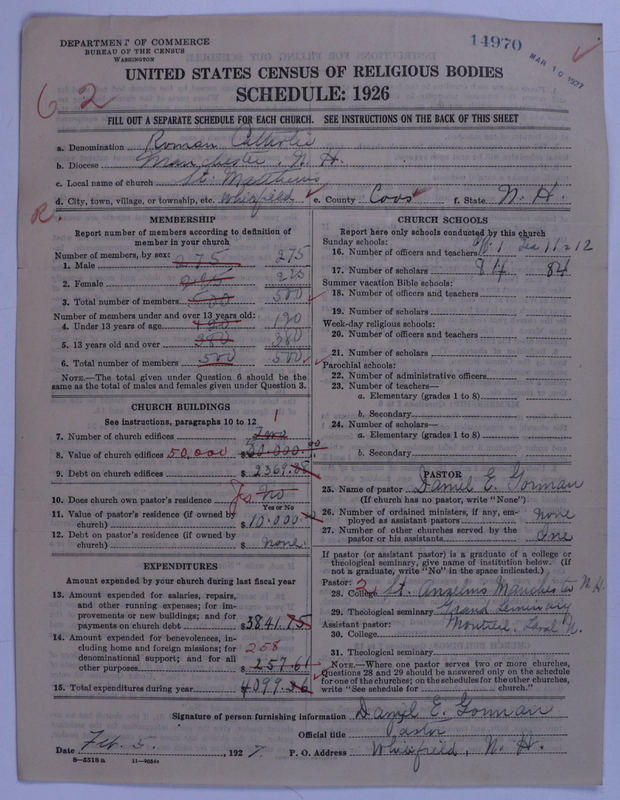 DEPARTMENT OF COMMERCE
BUREAU OF THE CENSUS
WASHINGTON
14970
MAR 10 1927
62
UNITED STATES CENSUS OF RELIGIOUS BODIES
SCHEDULE: 1926
FILL OUT A SEPARATE SCHEDULE FOR EACH CHURCH. SEE INSTRUCTIONS ON THE BACK OF THIS SHEET
a. Denomination Roman Catholic
b. Diocese Manchester, N. H.
c. Local name of church St. Matthews
d. City, town, village, or township, etc. Whitefield e. County Coos f. State N. H.
R
MEMBERSHIP
Report number of members according to definition of
member in your church
Number of members, by sex:
1. Male 275 275
2. Female 225
3. Total number of members 500 500
Number of members under and over 13 years old:
4. Under 13 years of age 120 120
5. 13 years old and over 380 380
6. Total number of members 500 500
NOTE.—The total given under Question 6 should be the
same as the total of males and females given under Question 3.
CHURCH BUILDINGS
See instructions, paragraphs 10 to 12
1
7. Number of church edifices Two
8. Value of church edifices 50,000 $
9. Debt on church edifices $ 2369.
10. Does church own pastor's residence Yes No
Yes or No
11. Value of pastor's residence (if owned by
church) $ 10,000.
12. Debt on pastor's residence (if owned by
church) $ none.
EXPENDITURES
Amount expended by your church during last fiscal year
13. Amount expended for salaries, repairs,
and other running expenses; for im-
provements or new buildings; and for
payments on church debt $ 3841.75
14. Amount expended for benevolences, in-
cluding home and foreign missions; for 258
denominational support; and for all
other purposes $ 257.61
15. Total expenditures during year $ 4099.36
CHURCH SCHOOLS
Report here only schools conducted by this church
Sunday schools:
16. Number of officers and teachers Off. 1 Tea 11 = 12
17. Number of scholars 84 84
Summer vacation Bible schools:
18. Number of officers and teachers
19. Number of scholars
Week-day religious schools:
20. Number of officers and teachers
21. Number of scholars
Parochial schools:
22. Number of administrative officers
23. Number of teachers—
a. Elementary (grades 1 to 8)
b. Secondary
24. Number of scholars—
a. Elementary (grades 1 to 8)
b. Secondary
PASTOR
25. Name of pastor Daniel E. Gorman
(If church has no pastor, write "None")
26. Number of ordained ministers, if any, em-
ployed as assistant pastors none
27. Number of other churches served by the
pastor or his assistants One
If pastor (or assistant pastor) is a graduate of a college or
theological seminary, give name of institution below. (If
not a graduate, write "No" in the space indicated.)
Pastor:
28. College St. Anselms Manchester N.H.
29. Theological seminary Grand Seminary
Assistant pastor: Montreal, Laval U.
30. College
31. Theological seminary
NOTE.—Where one pastor serves two or more churches,
Questions 28 and 29 should be answered only on the schedule
for one of the churches; on the schedules for the other churches,
write "See schedule for church."
Signature of person furnishing information Daniel E. Gorman
Official title Pastor
Date Feb. 5. , 1927. P. O. Address Whitefield, N. H.
8—5518 a